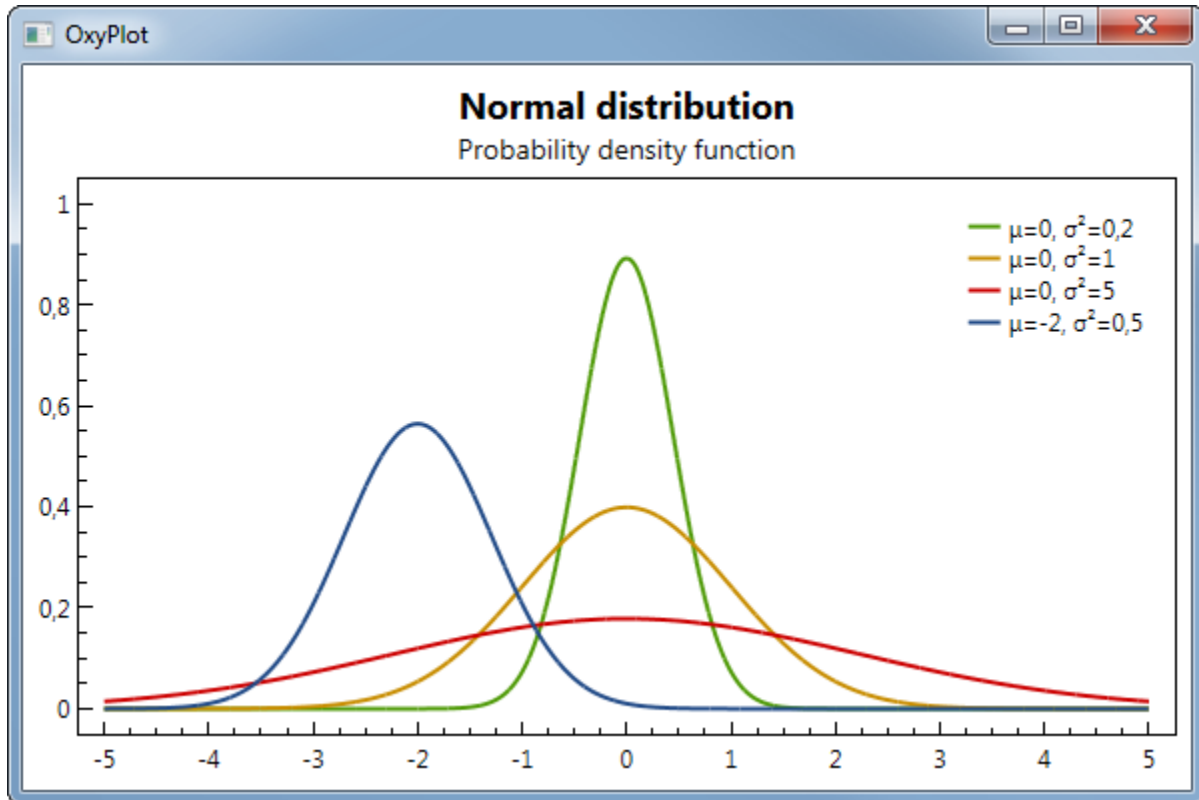 OxyPlot
Normal distribution
Probability density function
1
0,8
0,6
0,4
0,2
0
μ=0, σ²=0,2
μ=0, σ²=1
μ=0, σ²=5
μ=-2, σ²=0,5
-5 -4 -3 -2 -1 0 1 2 3 4 5